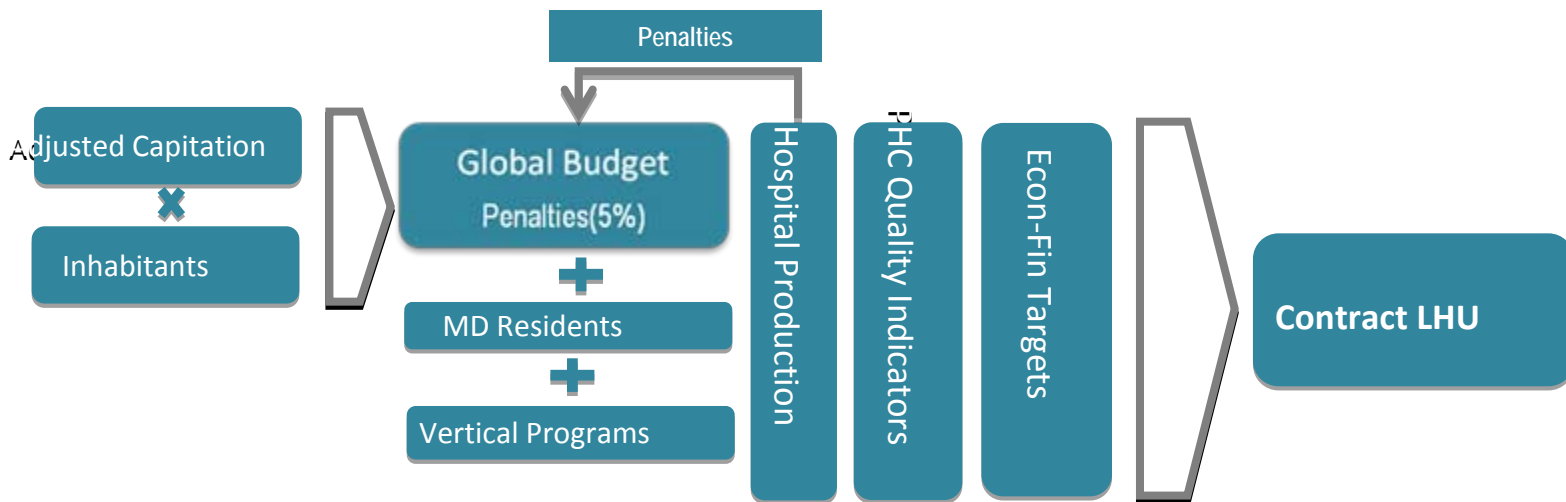 Penalties
Adjusted Capitation
Inhabitants
Global Budget
Penalties(5%)
MD Residents
Vertical Programs
Hospital Production
PHC Quality Indicators
Econ-Fin Targets
Contract LHU